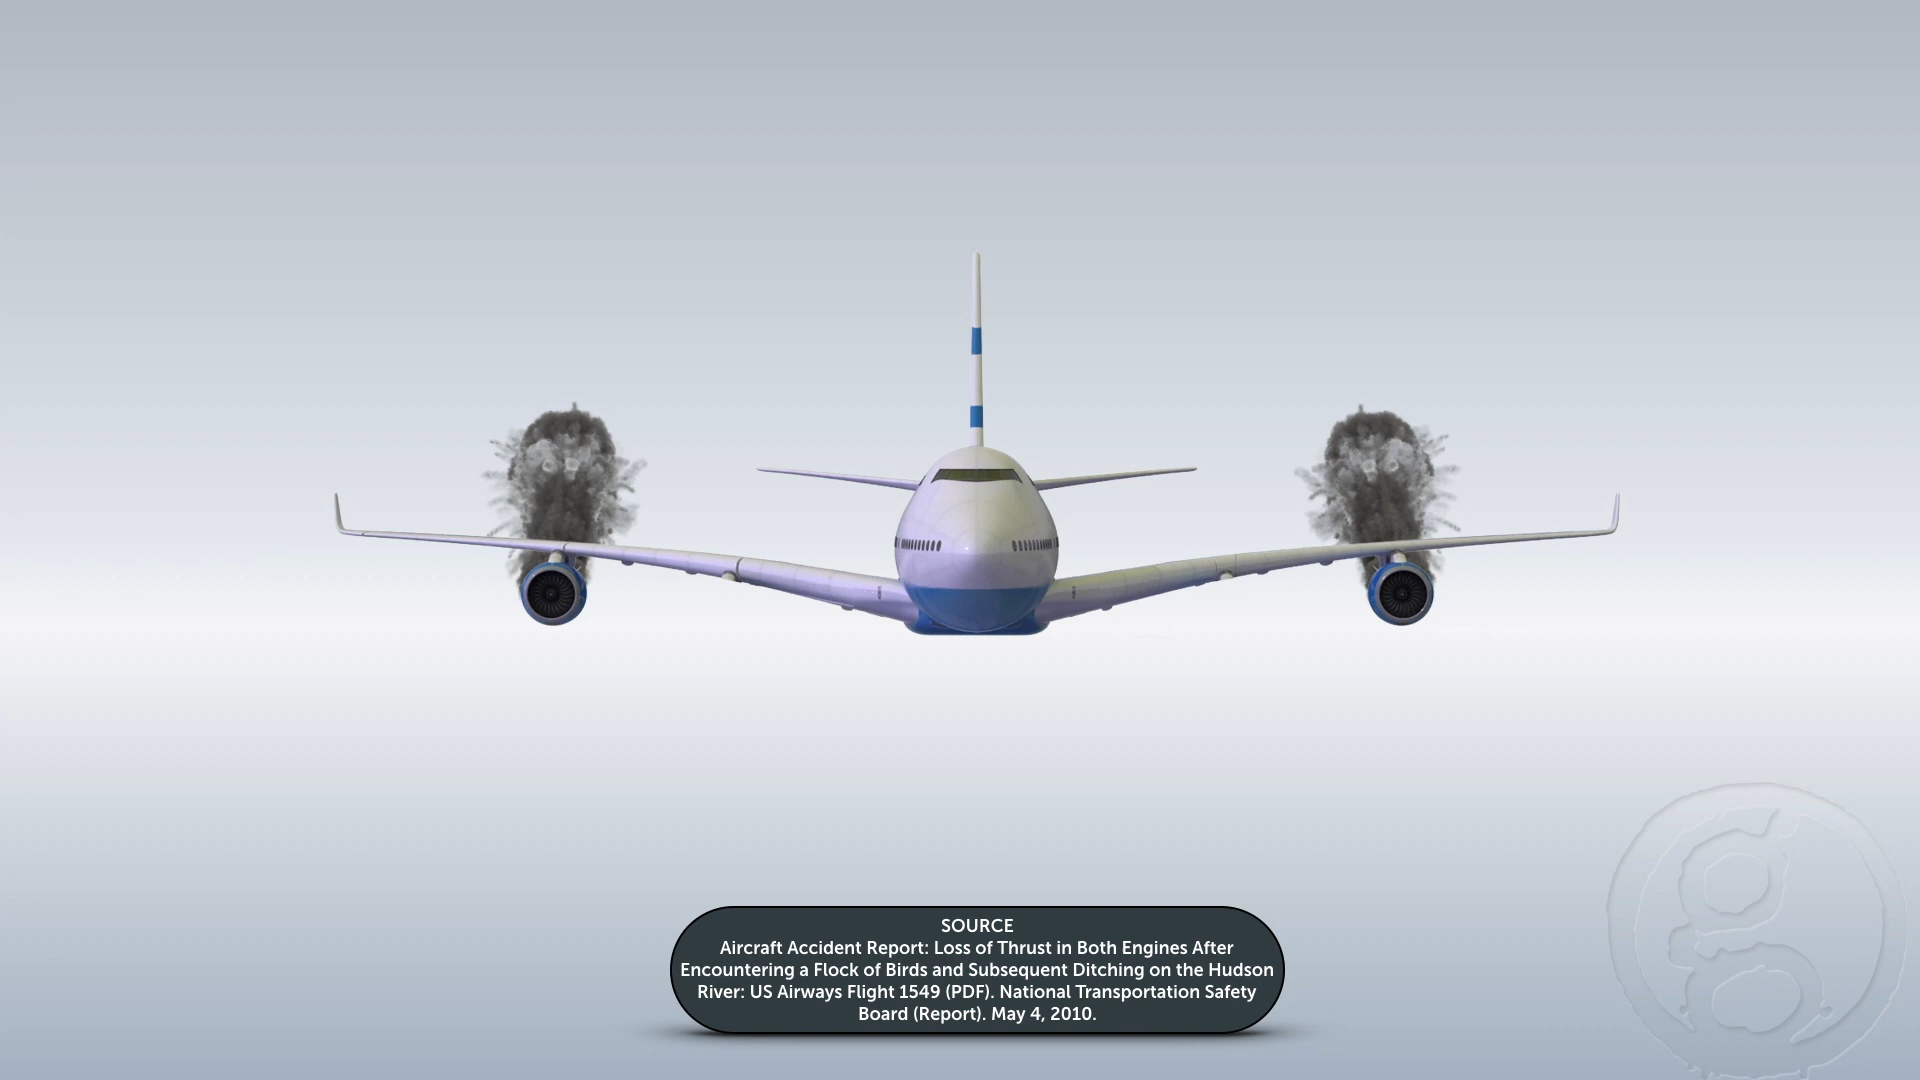 SOURCE
Aircraft Accident Report: Loss of Thrust in Both Engines After
Encountering a Flock of Birds and Subsequent Ditching on the Hudson
River: US Airways Flight 1549 (PDF). National Transportation Safety
Board (Report). May 4, 2010.